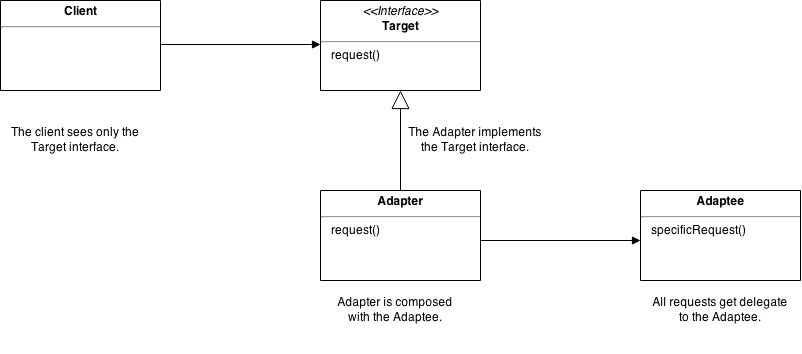 Client
<<Interface>>
Target
request()
The client sees only the
Target interface.
The Adapter implements
the Target interface.
Adapter
request()
Adaptee
specificRequest()
Adapter is composed
with the Adaptee.
All requests get delegate
to the Adaptee.